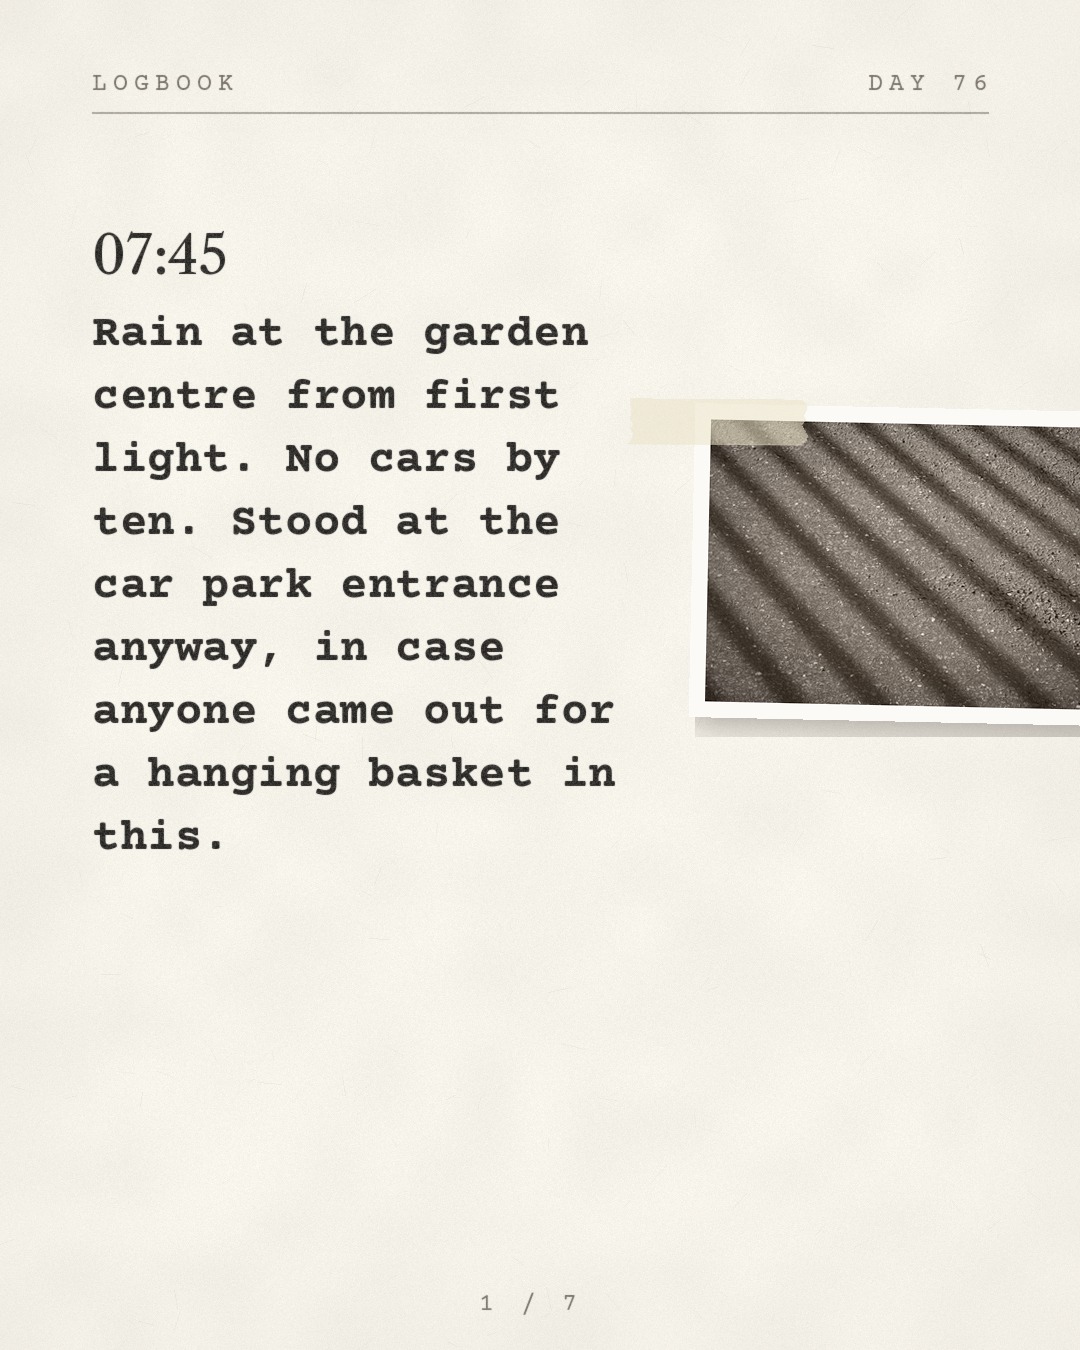 LOGBOOK DAY 76
07:45
Rain at the garden
centre from first
light. No cars by
ten. Stood at the
car park entrance
anyway, in case
anyone came out for
a hanging basket in
this.
1 / 7